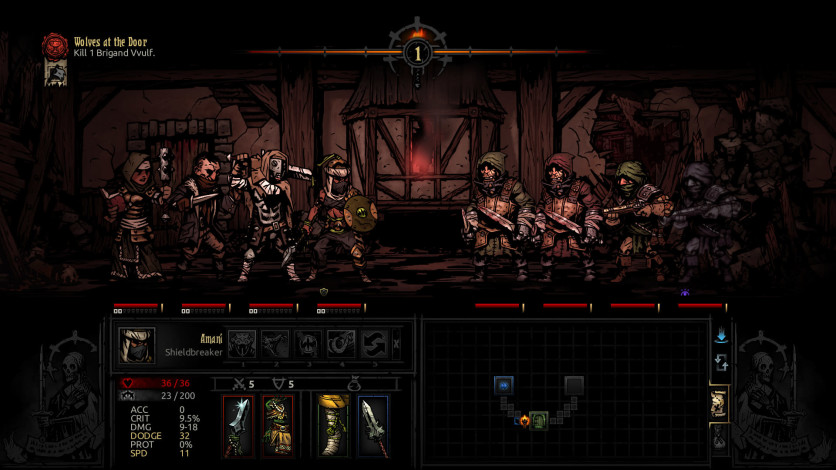 Wolves at the Door
Kill 1 Brigand Vvulf.
1
Amani
Shieldbreaker
36 / 36
23 / 200
5
5
ACC 0
CRIT 9.5%
DMG 9-18
DODGE 32
PROT 0%
SPD 11